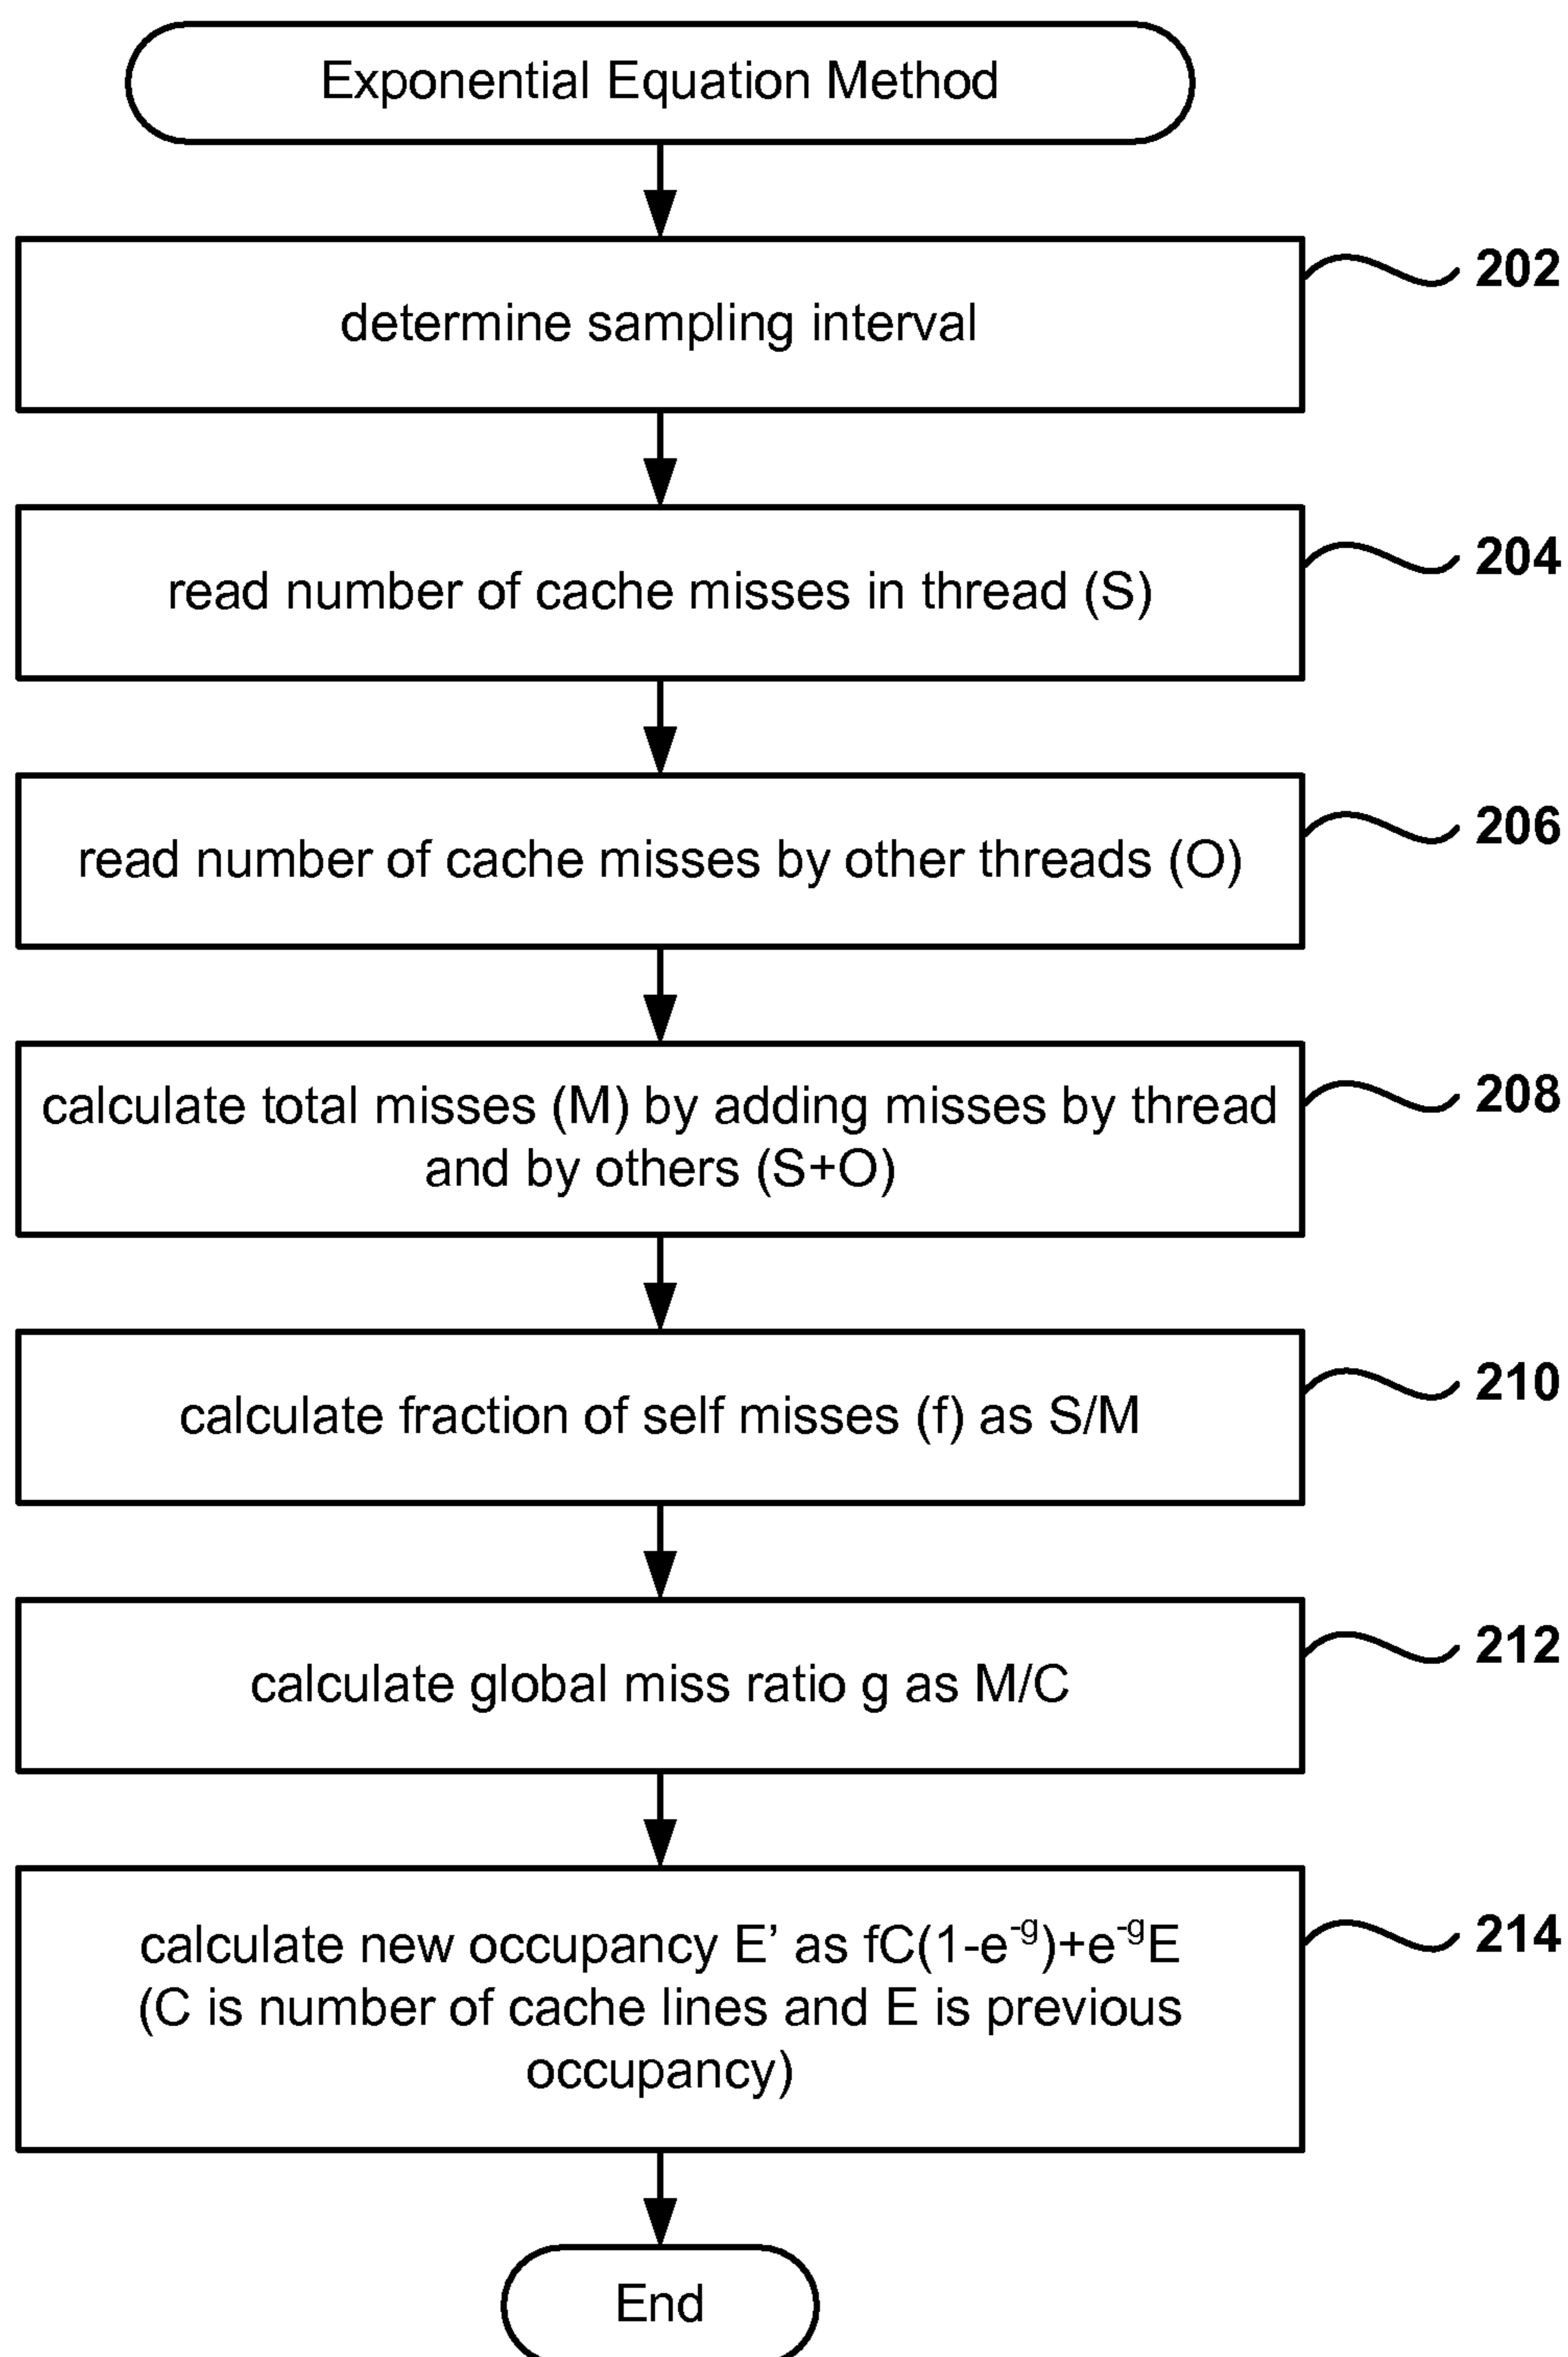 Exponential Equation Method
determine sampling interval
202
read number of cache misses in thread (S)
204
read number of cache misses by other threads (O)
206
calculate total misses (M) by adding misses by thread
and by others (S+O)
208
calculate fraction of self misses (f) as S/M
210
calculate global miss ratio g as M/C
212
calculate new occupancy E’ as fC(1-e⁻ᵍ)+e⁻ᵍE
(C is number of cache lines and E is previous
occupancy)
214
End